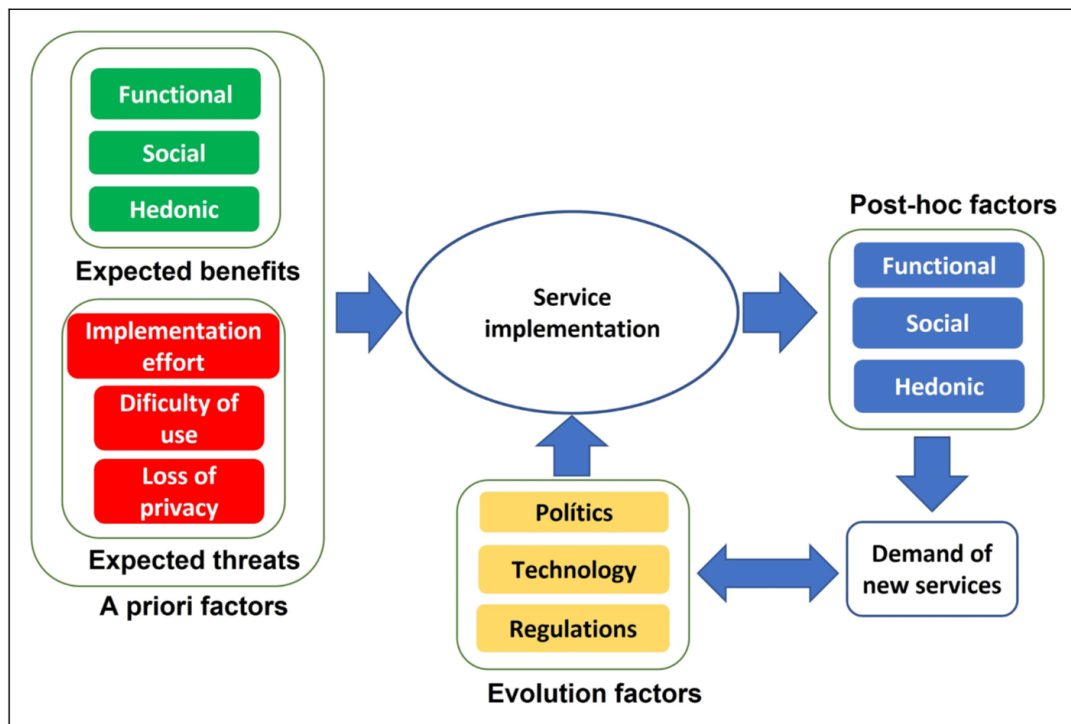 Functional
Social
Hedonic
Expected benefits
Implementation
effort
Dificulty of
use
Loss of
privacy
Expected threats
A priori factors
Service
implementation
Post-hoc factors
Functional
Social
Hedonic
Polítics
Technology
Regulations
Evolution factors
Demand of
new services